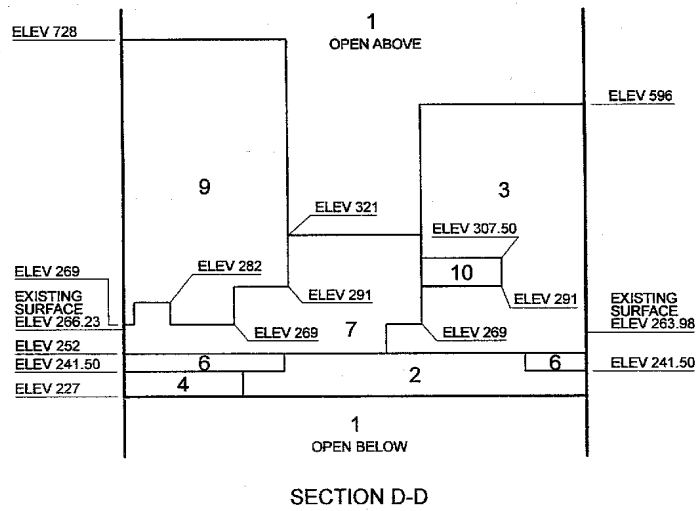 1
OPEN ABOVE
ELEV 728
ELEV 596
9
3
ELEV 321
ELEV 307.50
ELEV 269
ELEV 282
10
EXISTING
SURFACE
ELEV 266.23
ELEV 291
ELEV 291
EXISTING
SURFACE
ELEV 263.98
ELEV 269
7
ELEV 269
ELEV 252
ELEV 241.50
6
6
ELEV 241.50
4
2
ELEV 227
1
OPEN BELOW
SECTION D-D